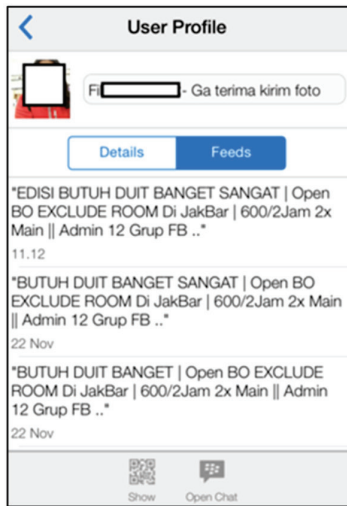 User Profile
Fi - Ga terima kirim foto
Details
Feeds
"EDISI BUTUH DUIT BANGET SANGAT | Open
BO EXCLUDE ROOM Di JakBar | 600/2Jam 2x
Main || Admin 12 Grup FB .."
11.12
"BUTUH DUIT BANGET SANGAT | Open BO
EXCLUDE ROOM Di JakBar | 600/2Jam 2x Main
|| Admin 12 Grup FB .."
22 Nov
"BUTUH DUIT BANGET | Open BO EXCLUDE
ROOM Di JakBar | 600/2Jam 2x Main || Admin
12 Grup FB .."
22 Nov
Show
Open Chat